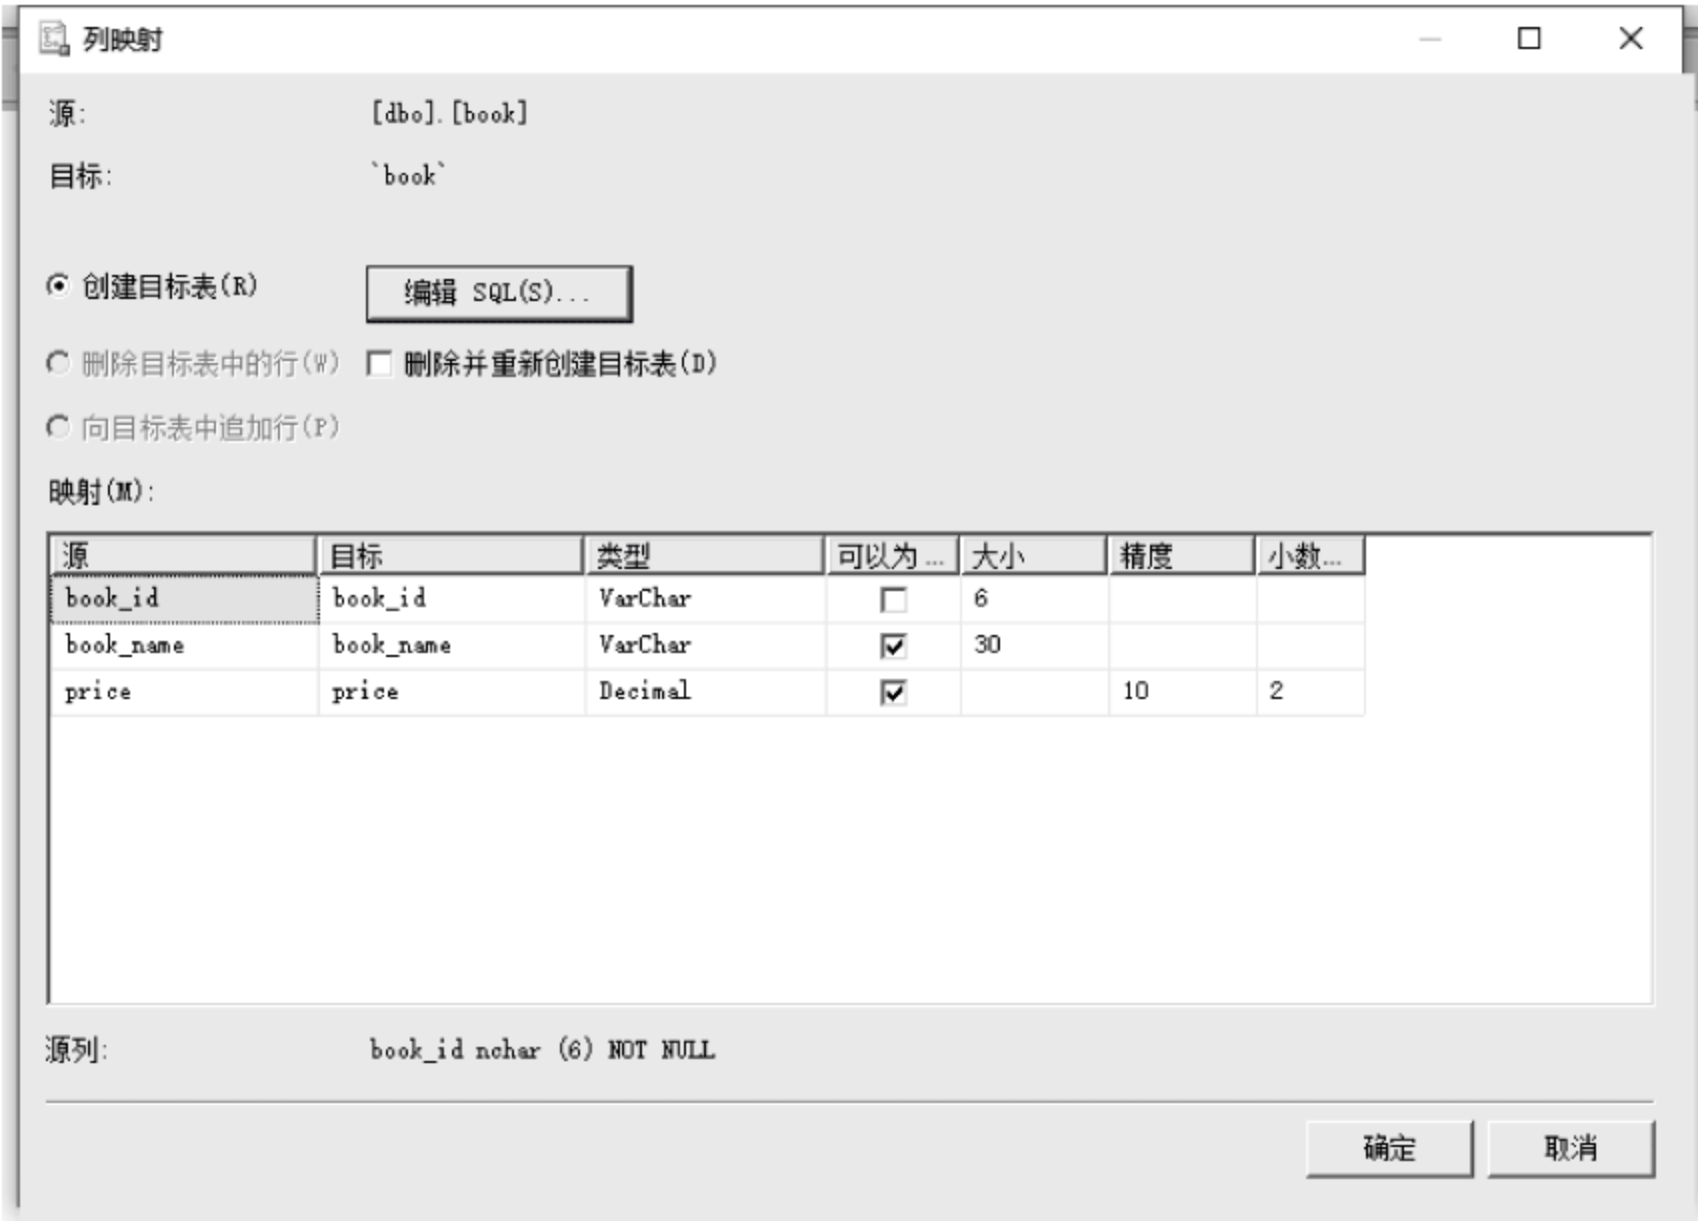 列映射
源: [dbo].[book]
目标: `book`
创建目标表(R) 编辑 SQL(S)...
删除目标表中的行(W) 删除并重新创建目标表(D)
向目标表中追加行(P)
映射(M):
源 目标 类型 可以为 ... 大小 精度 小数...
book_id book_id VarChar 6
book_name book_name VarChar 30
price price Decimal 10 2
源列: book_id nchar (6) NOT NULL
确定 取消